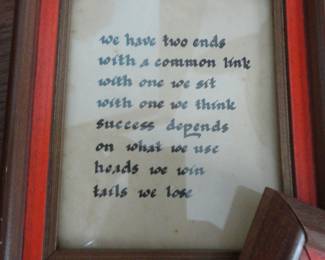 we have two ends
with a common link
with one we sit
with one we think
success depends
on what we use
heads we win
tails we lose